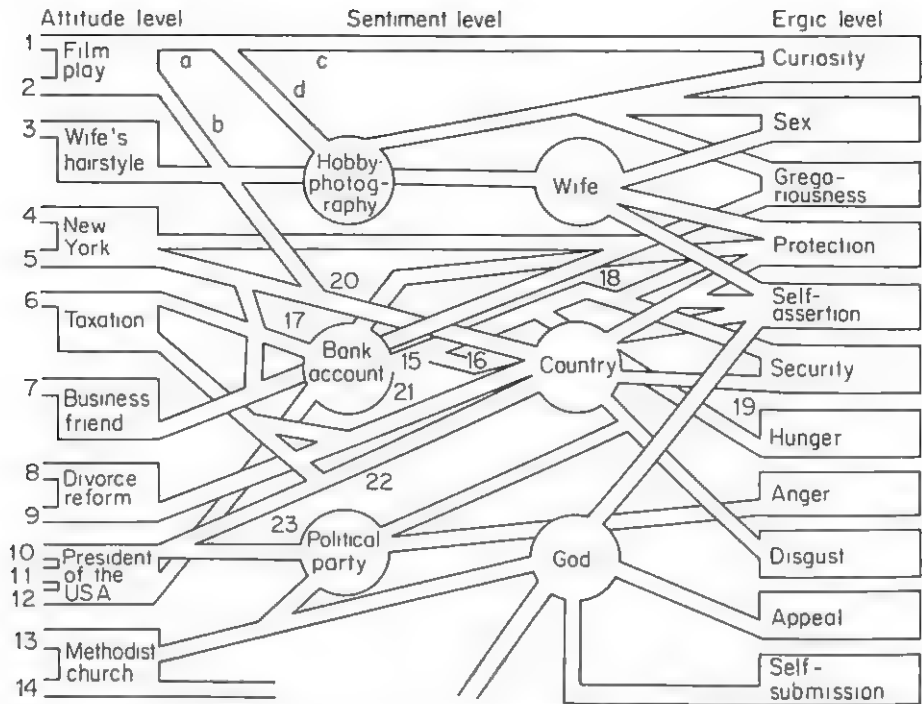 Attitude level
Sentiment level
Ergic level
1
Film
play
2
a
b
c
d
Curiosity
3
Wife's
hairstyle
Hobby-
photog-
raphy
Wife
Sex
Grega-
riousness
4
New
York
5
Protection
20
18
6
Taxation
17
Bank
account
15
16
Country
Self-
assertion
Security
7
Business
friend
21
19
Hunger
8
Divorce
reform
9
22
Anger
10
11
12
President
of the
USA
23
Political
party
God
Disgust
Appeal
13
Methodist
church
14
Self-
submission